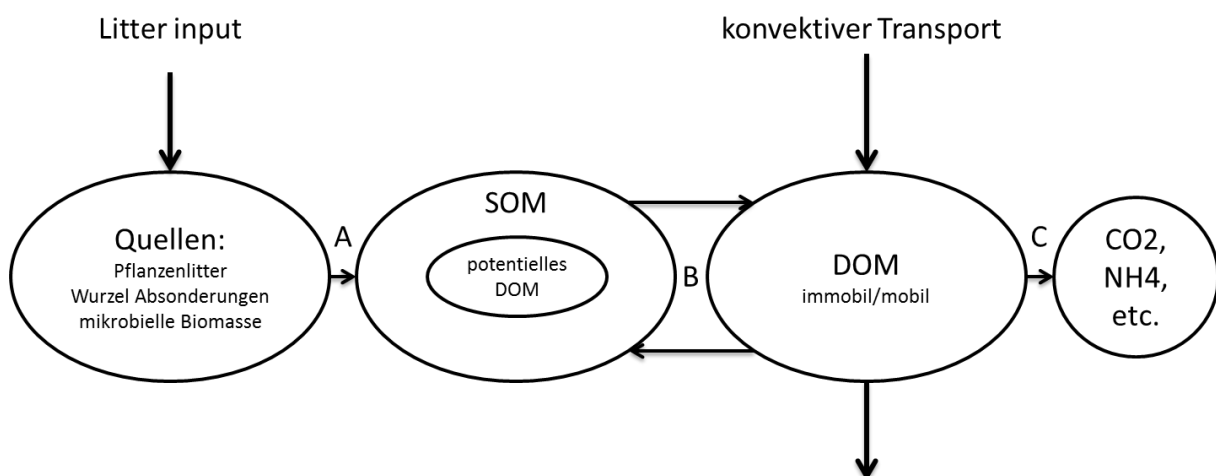 Litter input
konvektiver Transport
Quellen:
Pflanzenlitter
Wurzel Absonderungen
mikrobielle Biomasse
A
SOM
potentielles
DOM
B
DOM
immobil/mobil
C
CO2,
NH4,
etc.